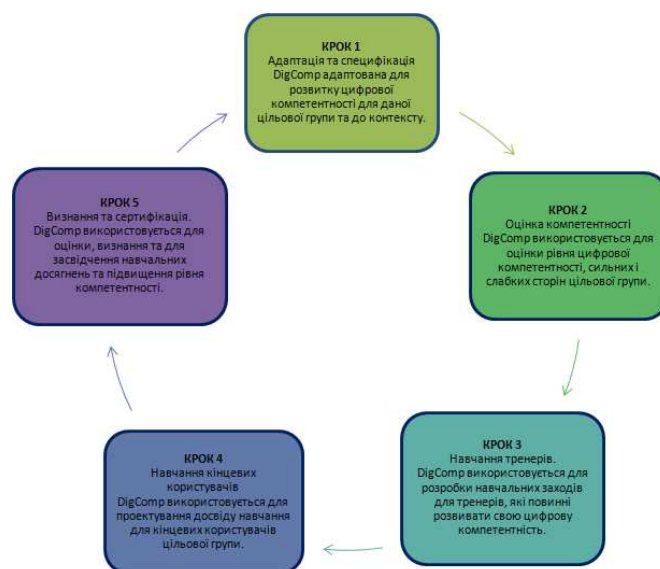 КРОК 1
Адаптація та специфікація
DigComp адаптована для
розвитку цифрової
компетентності для даної
цільової групи та до контексту.
КРОК 2
Оцінка компетентності
DigComp використовується для
оцінки рівня цифрової
компетентності, сильних і
слабких сторін цільової групи.
КРОК 3
Навчання тренерів.
DigComp використовується для
розробки навчальних заходів
для тренерів, які повинні
розвивати свою цифрову
компетентність.
КРОК 4
Навчання кінцевих
користувачів
DigComp використовується для
проектування досвіду навчання
для кінцевих користувачів
цільової групи.
КРОК 5
Визнання та сертифікація.
DigComp використовується для
оцінки, визнання та для
засвідчення навчальних
досягнень та підвищення рівня
компетентності.